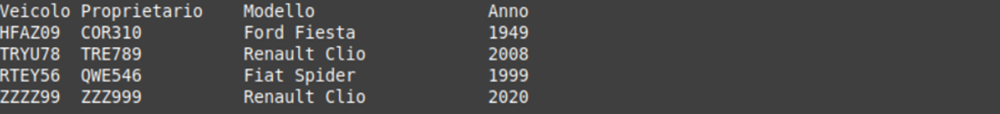 Veicolo Proprietario    Modello                 Anno
HFAZ09  COR310          Ford Fiesta             1949
TRYU78  TRE789          Renault Clio            2008
RTEY56  QWE546          Fiat Spider             1999
ZZZZ99  ZZZ999          Renault Clio            2020